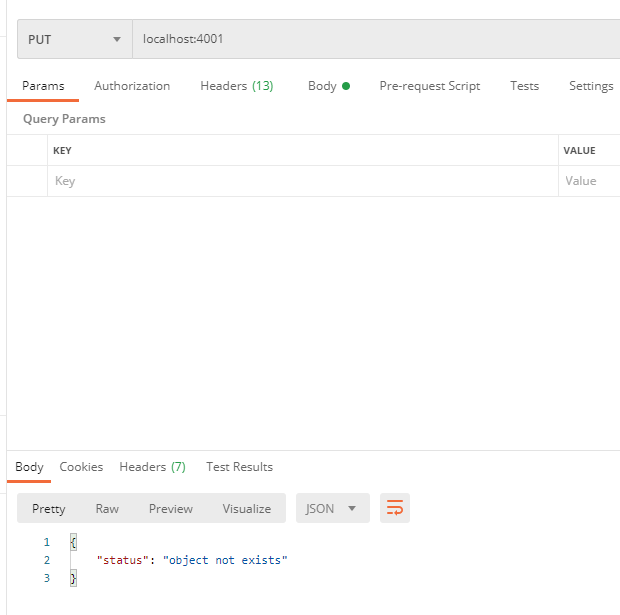 PUT localhost:4001
Params Authorization Headers (13) Body Pre-request Script Tests Settings
Query Params
KEY VALUE
Key Value
Body Cookies Headers (7) Test Results
Pretty Raw Preview Visualize JSON
1 {
2 "status": "object not exists"
3 }